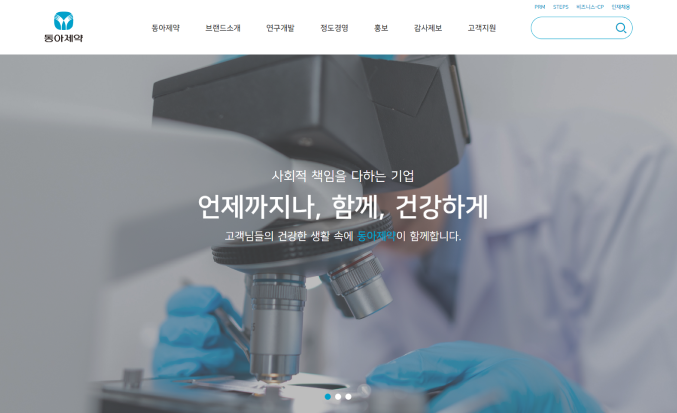 PRM STEPS 비즈니스-CP 인재채용
동아제약
동아제약 브랜드소개 연구개발 정도경영 홍보 감사제보 고객지원
사회적 책임을 다하는 기업
언제까지나, 함께, 건강하게
고객님들의 건강한 생활 속에 동아제약이 함께합니다.